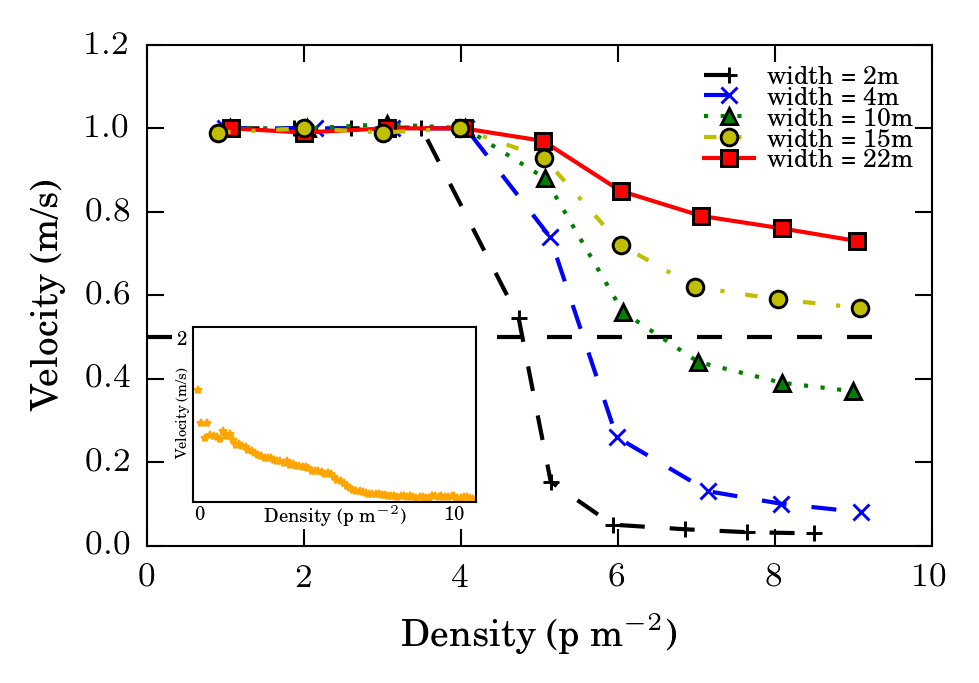 1.2
1.0
0.8
0.6
0.4
0.2
0.0
Velocity (m/s)
width = 2m
width = 4m
width = 10m
width = 15m
width = 22m
2
Velocity (m/s)
0
10
Density (p m⁻²)
0
2
4
6
8
10
Density (p m⁻²)